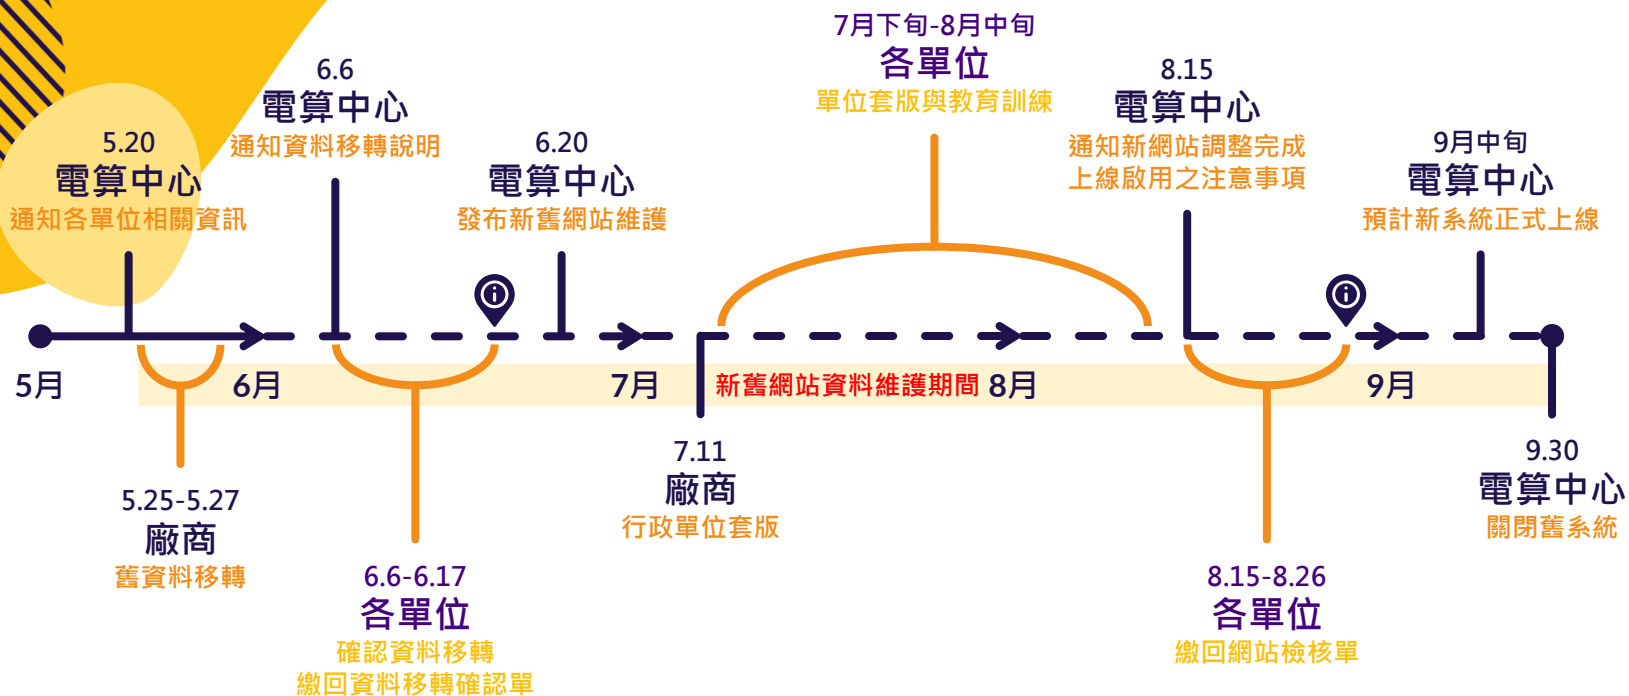 5.20
電算中心
通知各單位相關資訊
6.6
電算中心
通知資料移轉說明
6.20
電算中心
發布新舊網站維護
7月下旬-8月中旬
各單位
單位套版與教育訓練
8.15
電算中心
通知新網站調整完成
上線啟用之注意事項
9月中旬
電算中心
預計新系統正式上線
5月
6月
7月
新舊網站資料維護期間
8月
9月
5.25-5.27
廠商
舊資料移轉
6.6-6.17
各單位
確認資料移轉
繳回資料移轉確認單
7.11
廠商
行政單位套版
8.15-8.26
各單位
繳回網站檢核單
9.30
電算中心
關閉舊系統